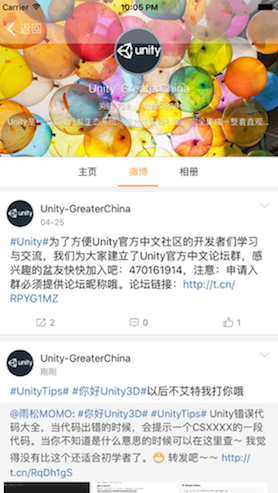 Carrier 10:05 PM
返回
unity
Unity-GreaterChina
主页 微博 相册
unity
Unity-GreaterChina
04-25
#Unity#为了方便Unity官方中文社区的开发者们学习
与交流，我们为大家建立了Unity官方中文论坛群，感
兴趣的盆友快快加入吧：470161914，注意：申请入
群必须提供论坛昵称哦。论坛链接：http://t.cn/
RPYG1MZ
2 0 1
unity
Unity-GreaterChina
刚刚
#UnityTips# #你好Unity3D#以后不艾特我打你哦
@雨松MOMO: #你好Unity3D# #UnityTips# Unity错误代
码大全，当代码出错的时候，会提示一个CSXXXX的一段
代码。当你不知道是什么意思的时候可以在这里查～ 我觉
得没有比这个还适合初学者了。 转发吧～～ http://
t.cn/RqDh1gS